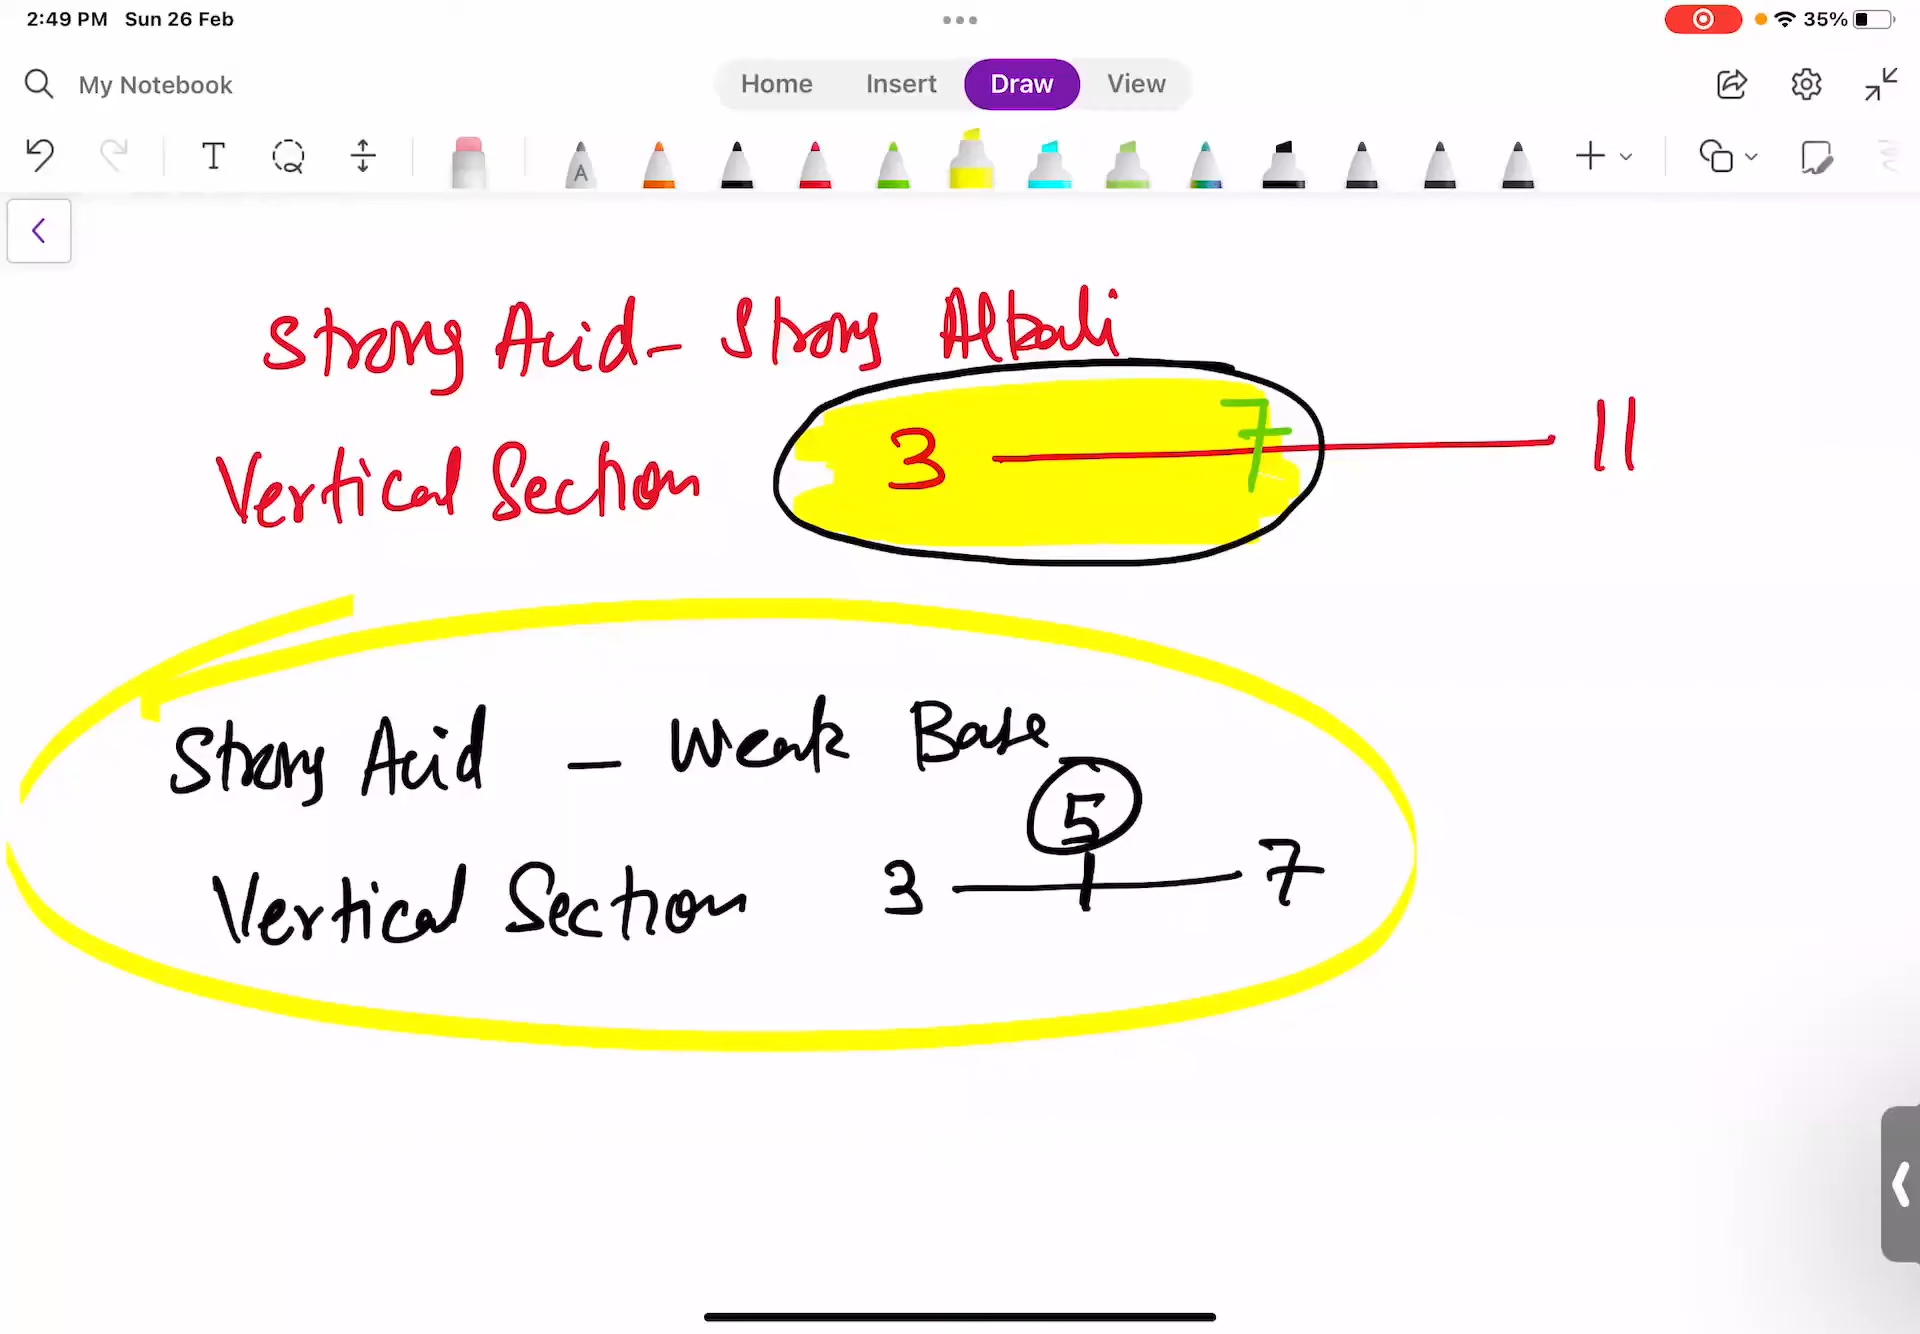 2:49 PM Sun 26 Feb
35%
My Notebook
Home Insert Draw View
T
A
Strong Acid - Strong Alkali
Vertical Section 3 7 11
Strong Acid - Weak Base
5
Vertical Section 3 7